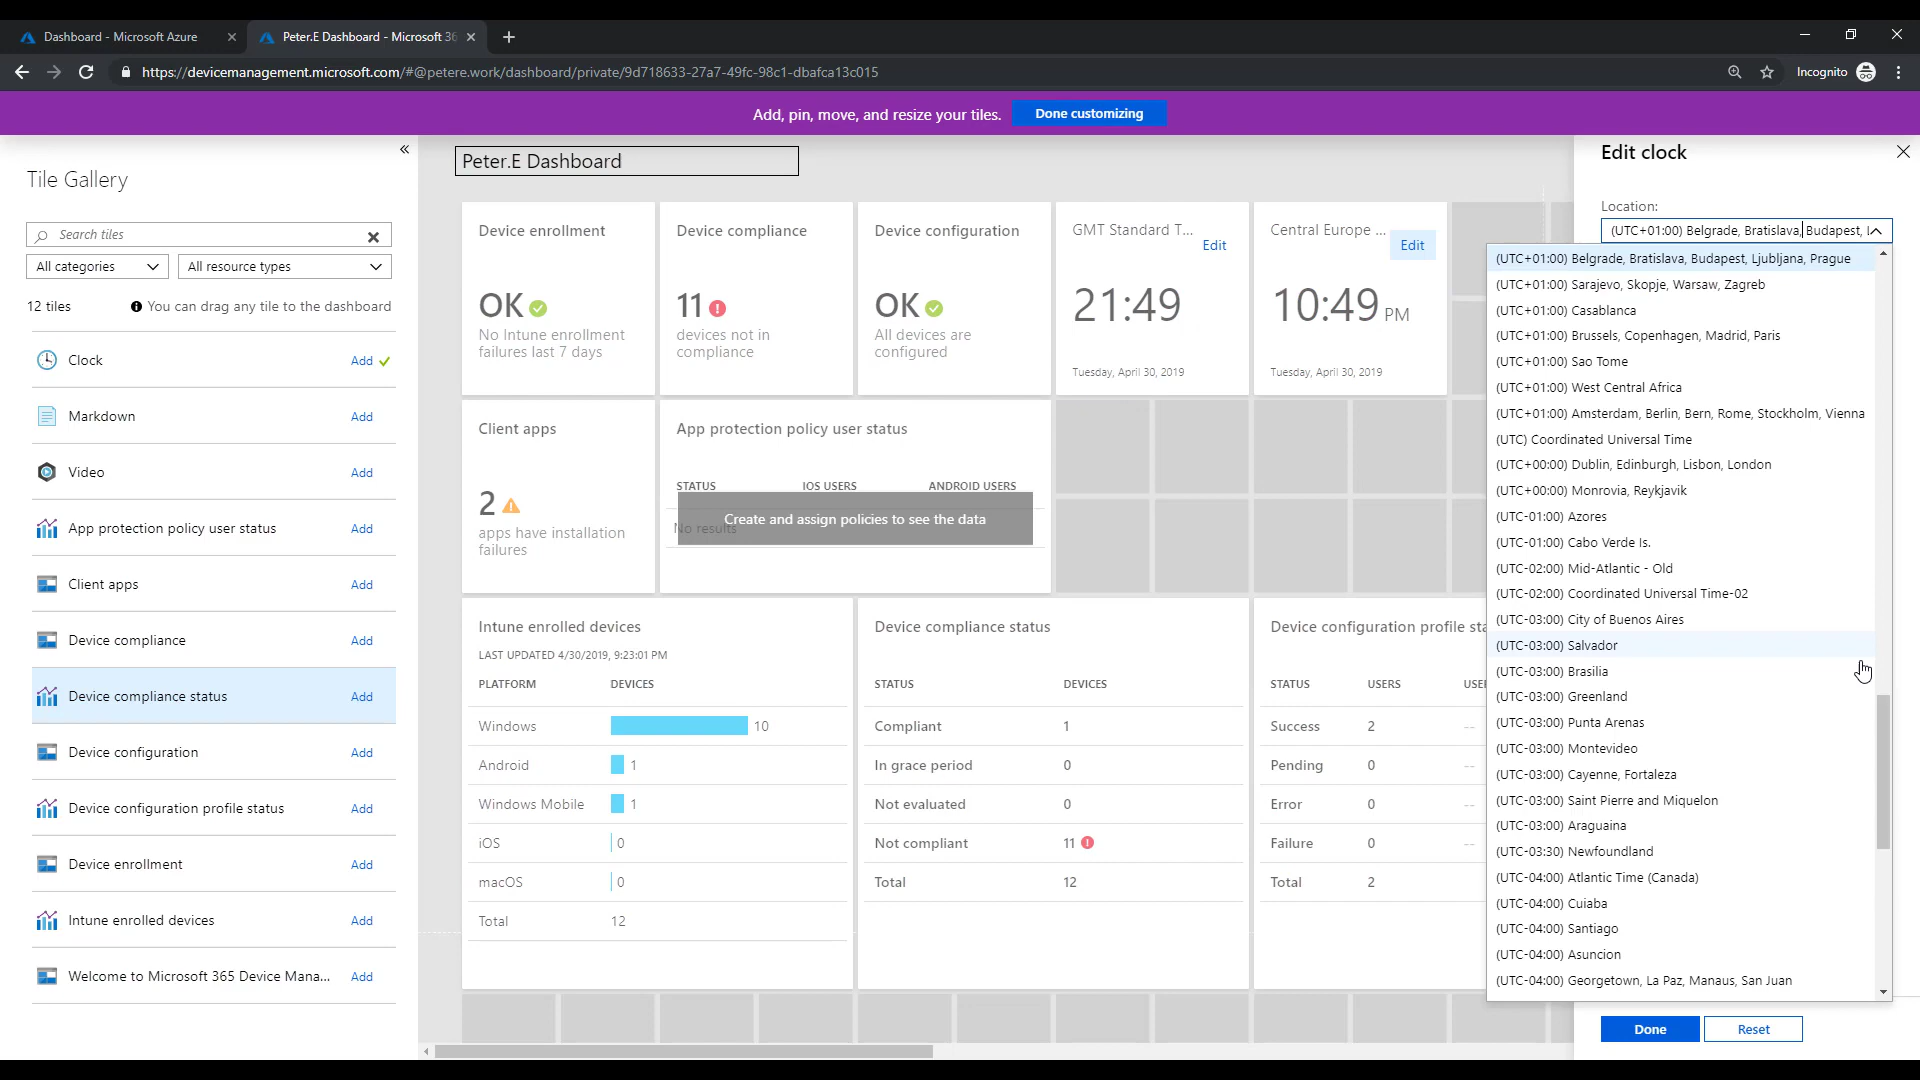 Dashboard - Microsoft Azure
Peter.E Dashboard - Microsoft 36
https://devicemanagement.microsoft.com/#@petere.work/dashboard/private/9d718633-27a7-49fc-98c1-dbafca13c015
Incognito
Add, pin, move, and resize your tiles.
Done customizing
Tile Gallery
Search tiles
All categories
All resource types
12 tiles
You can drag any tile to the dashboard
Clock
Add
Markdown
Add
Video
Add
App protection policy user status
Add
Client apps
Add
Device compliance
Add
Device compliance status
Add
Device configuration
Add
Device configuration profile status
Add
Device enrollment
Add
Intune enrolled devices
Add
Welcome to Microsoft 365 Device Mana...
Add
Peter.E Dashboard
Device enrollment
OK
No Intune enrollment
failures last 7 days
Device compliance
11
devices not in
compliance
Device configuration
OK
All devices are
configured
GMT Standard T...
Edit
21:49
Tuesday, April 30, 2019
Central Europe ...
Edit
10:49 PM
Tuesday, April 30, 2019
Client apps
2
apps have installation
failures
App protection policy user status
STATUS IOS USERS ANDROID USERS
No results
Create and assign policies to see the data
Intune enrolled devices
LAST UPDATED 4/30/2019, 9:23:01 PM
PLATFORM DEVICES
Windows 10
Android 1
Windows Mobile 1
iOS 0
macOS 0
Total 12
Device compliance status
STATUS DEVICES
Compliant 1
In grace period 0
Not evaluated 0
Not compliant 11
Total 12
Device configuration profile sta
STATUS USERS USE
Success 2 --
Pending 0 --
Error 0 --
Failure 0 --
Total 2
Edit clock
Location:
(UTC+01:00) Belgrade, Bratislava, Budapest, l
(UTC+01:00) Belgrade, Bratislava, Budapest, Ljubljana, Prague
(UTC+01:00) Sarajevo, Skopje, Warsaw, Zagreb
(UTC+01:00) Casablanca
(UTC+01:00) Brussels, Copenhagen, Madrid, Paris
(UTC+01:00) Sao Tome
(UTC+01:00) West Central Africa
(UTC+01:00) Amsterdam, Berlin, Bern, Rome, Stockholm, Vienna
(UTC) Coordinated Universal Time
(UTC+00:00) Dublin, Edinburgh, Lisbon, London
(UTC+00:00) Monrovia, Reykjavik
(UTC-01:00) Azores
(UTC-01:00) Cabo Verde Is.
(UTC-02:00) Mid-Atlantic - Old
(UTC-02:00) Coordinated Universal Time-02
(UTC-03:00) City of Buenos Aires
(UTC-03:00) Salvador
(UTC-03:00) Brasilia
(UTC-03:00) Greenland
(UTC-03:00) Punta Arenas
(UTC-03:00) Montevideo
(UTC-03:00) Cayenne, Fortaleza
(UTC-03:00) Saint Pierre and Miquelon
(UTC-03:00) Araguaina
(UTC-03:30) Newfoundland
(UTC-04:00) Atlantic Time (Canada)
(UTC-04:00) Cuiaba
(UTC-04:00) Santiago
(UTC-04:00) Asuncion
(UTC-04:00) Georgetown, La Paz, Manaus, San Juan
Done
Reset